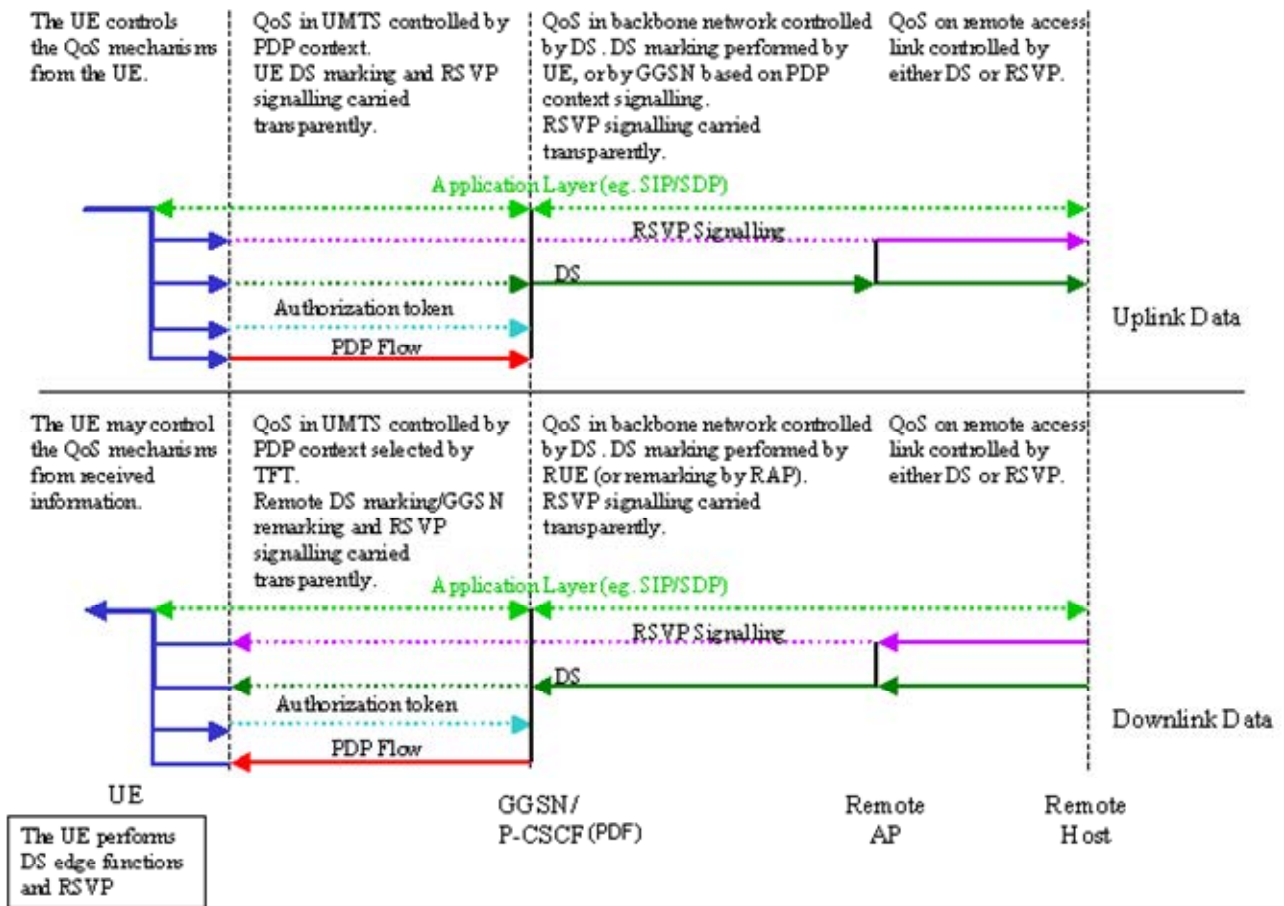 The UE controls
the QoS mechanisms
from the UE.
QoS in UMTS controlled by
PDP context.
UE DS marking and RSVP
signalling carried
transparently.
QoS in backbone network controlled
by DS. DS marking performed by
UE, or by GGSN based on PDP
context signalling.
RSVP signalling carried
transparently.
QoS on remote access
link controlled by
either DS or RSVP.
Application Layer (eg. SIP/SDP)
RSVP Signalling
DS
Authorization token
PDP Flow
Uplink Data
The UE may control
the QoS mechanisms
from received
information.
QoS in UMTS controlled by
PDP context selected by
TFT.
Remote DS marking/GGSN
remarking and RSVP
signalling carried
transparently.
QoS in backbone network controlled
by DS. DS marking performed by
RUE (or remarking by RAP).
RSVP signalling carried
transparently.
QoS on remote access
link controlled by
either DS or RSVP.
Application Layer (eg. SIP/SDP)
RSVP Signalling
DS
Authorization token
PDP Flow
Downlink Data
UE
GGSN/
P-CSCF (PDF)
Remote
AP
Remote
Host
The UE performs
DS edge functions
and RSVP